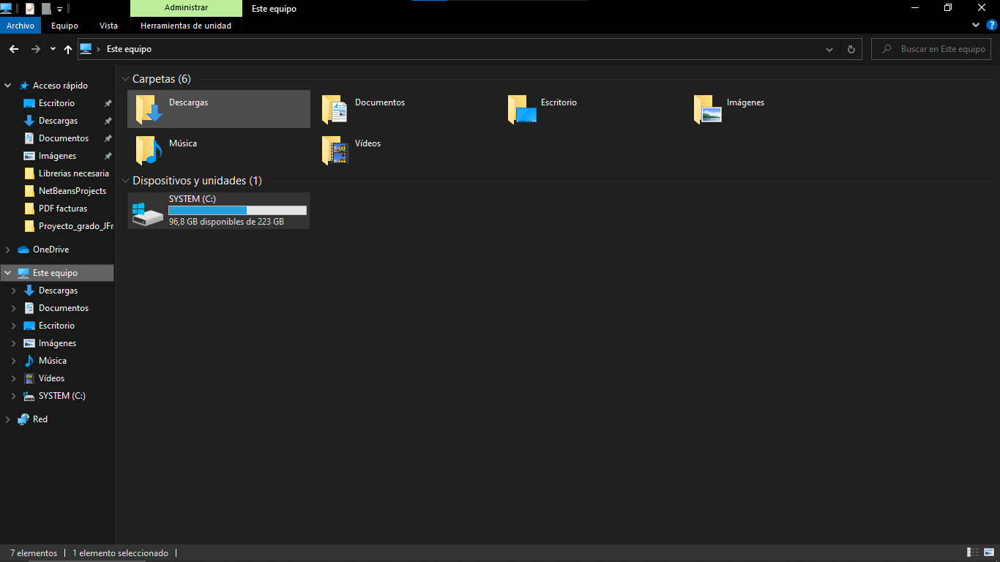 Administrar
Este equipo
Archivo
Equipo
Vista
Herramientas de unidad
Este equipo
Buscar en Este equipo
Acceso rápido
Escritorio
Descargas
Documentos
Imágenes
Librerias necesaria
NetBeansProjects
PDF facturas
Proyecto_grado_JFr
OneDrive
Este equipo
Descargas
Documentos
Escritorio
Imágenes
Música
Vídeos
SYSTEM (C:)
Red
Carpetas (6)
Descargas
Documentos
Escritorio
Imágenes
Música
Vídeos
Dispositivos y unidades (1)
SYSTEM (C:)
96,8 GB disponibles de 223 GB
7 elementos
1 elemento seleccionado